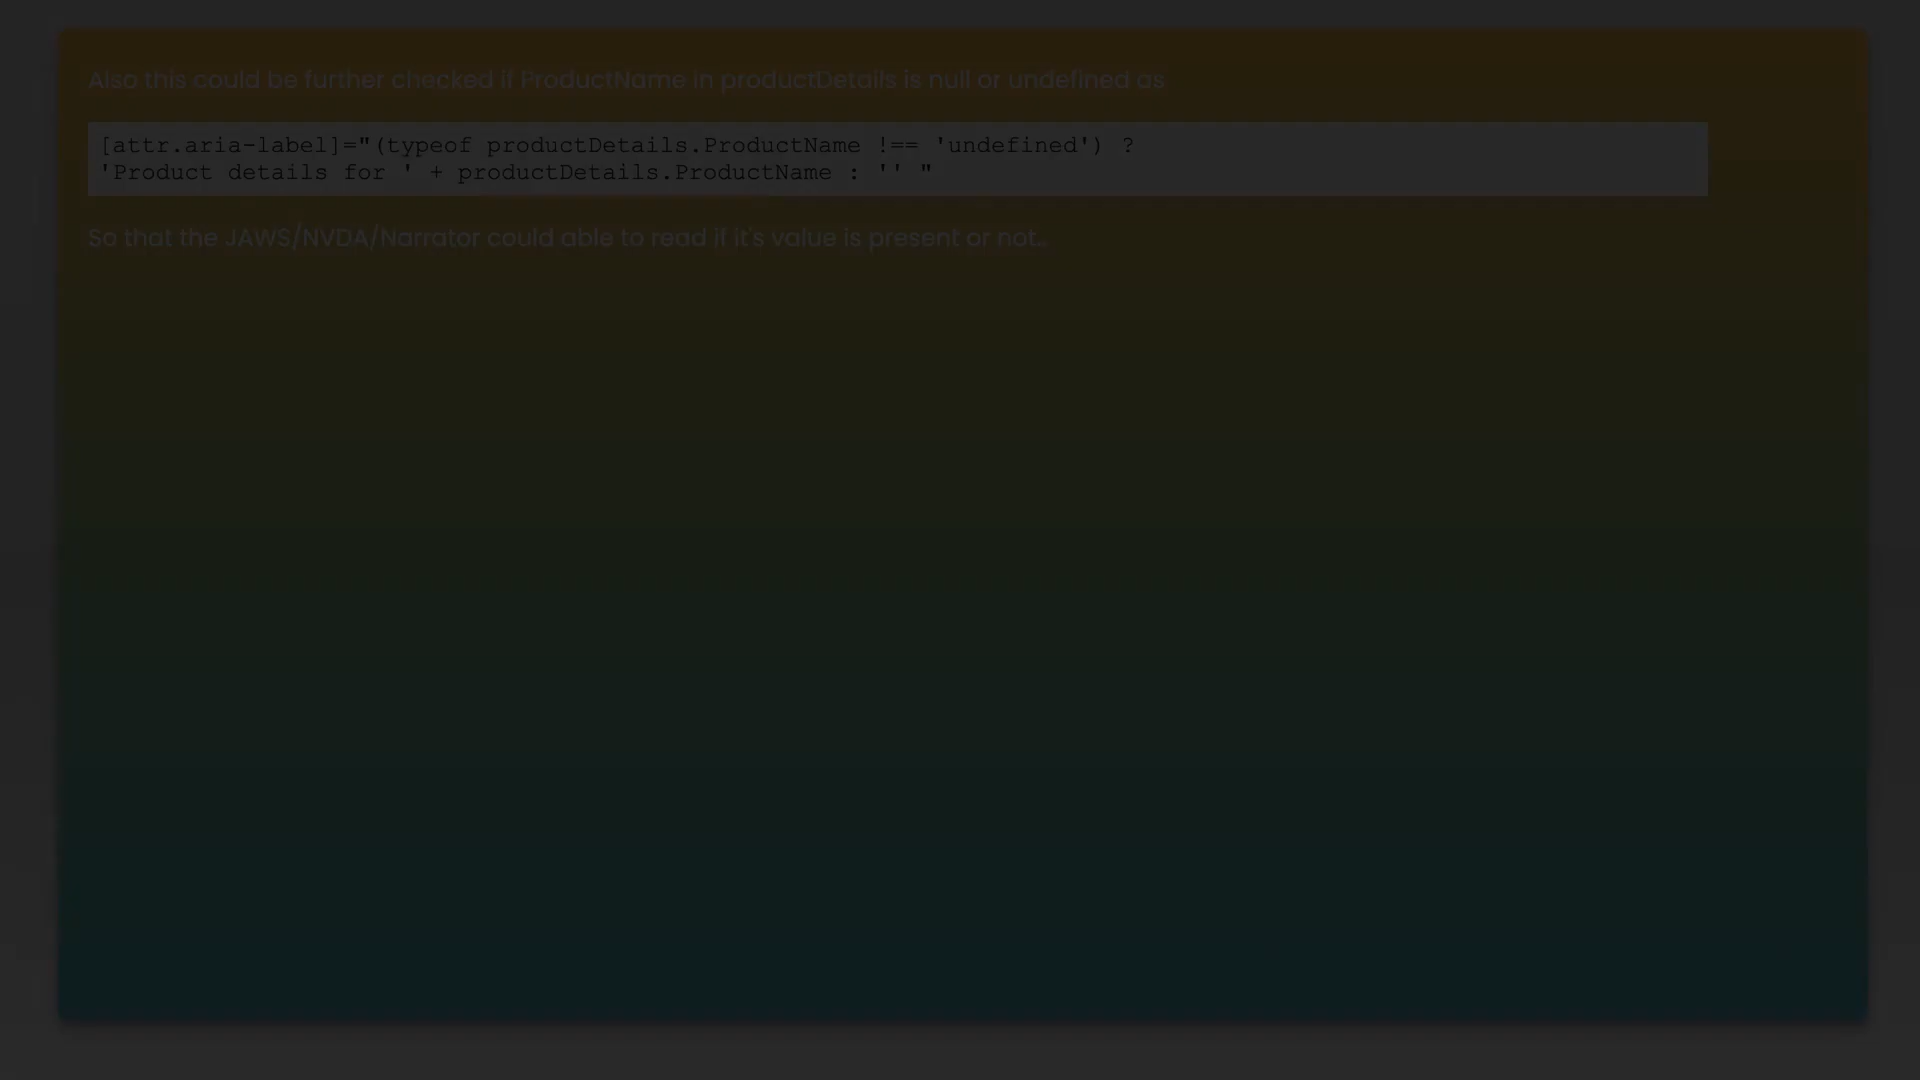 Also this could be further checked if ProductName in productDetails is null or undefined as
[attr.aria-label]="(typeof productDetails.ProductName !== 'undefined') ?
'Product details for ' + productDetails.ProductName : '' "
So that the JAWS/NVDA/Narrator could able to read if it's value is present or not..